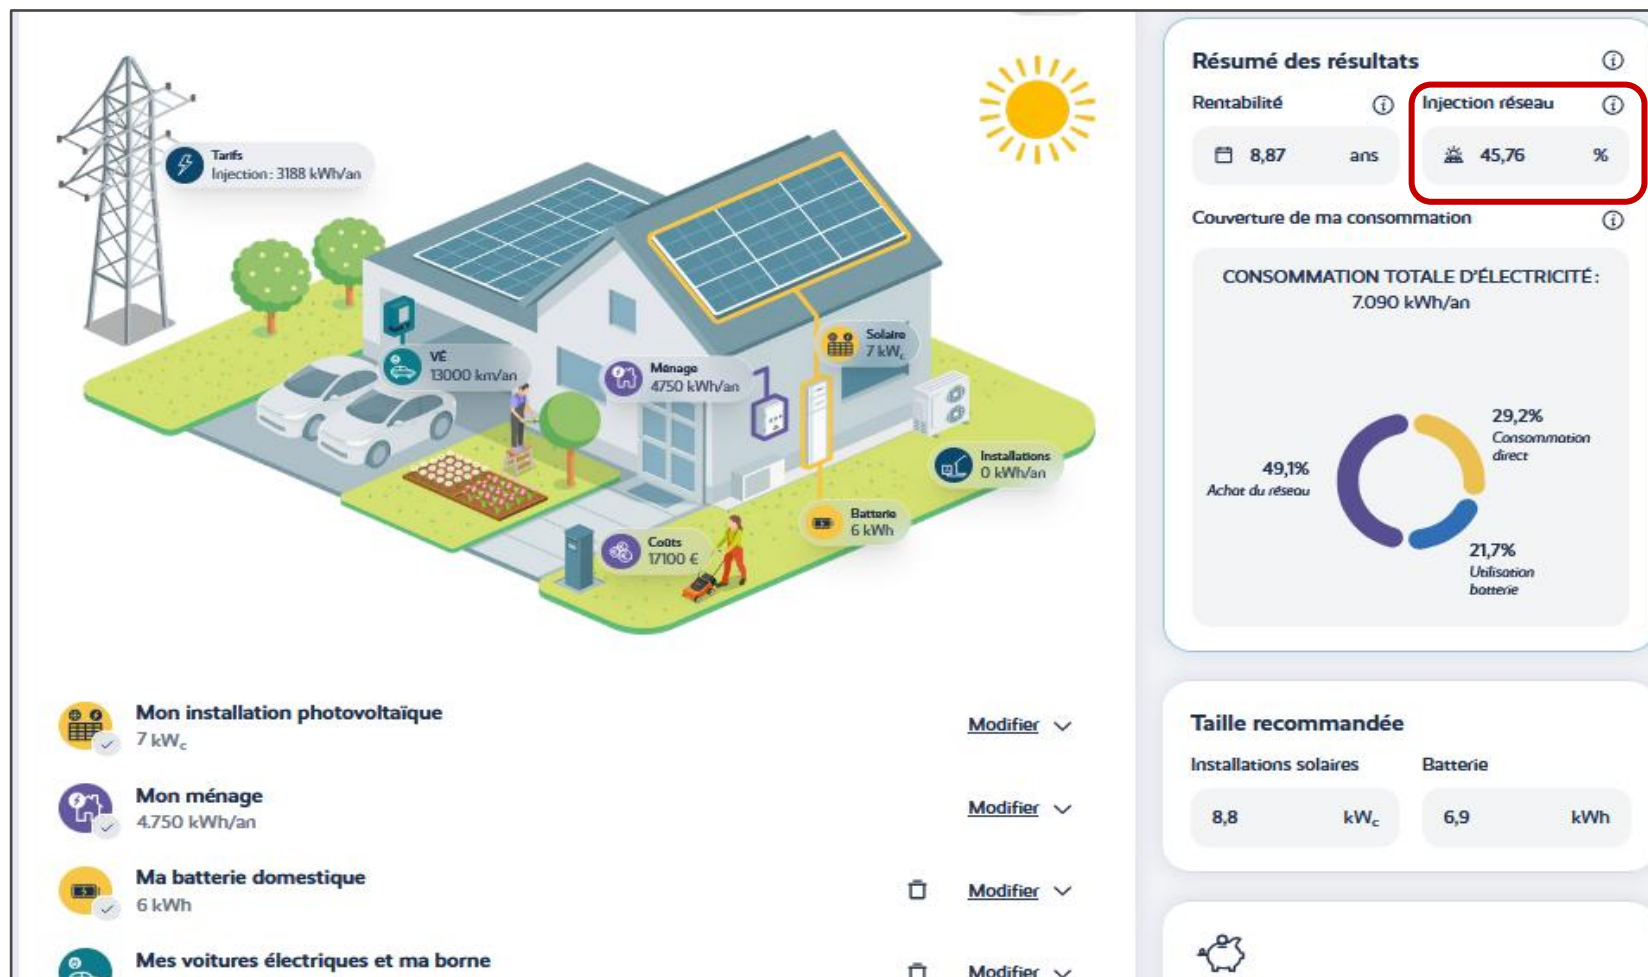 Tarifs
Injection : 3188 kWh/an
VÉ
13000 km/an
Ménage
4750 kWh/an
Solaire
7 kWc
Installations
0 kWh/an
Batterie
6 kWh
Coûts
17100 €
Mon installation photovoltaïque
7 kWc
Modifier
Mon ménage
4.750 kWh/an
Modifier
Ma batterie domestique
6 kWh
Modifier
Mes voitures électriques et ma borne
Modifier
Résumé des résultats
Rentabilité
Injection réseau
8,87 ans
45,76 %
Couverture de ma consommation
CONSOMMATION TOTALE D'ÉLECTRICITÉ :
7.090 kWh/an
29,2%
Consommation
direct
49,1%
Achat du réseau
21,7%
Utilisation
batterie
Taille recommandée
Installations solaires
Batterie
8,8 kWc
6,9 kWh